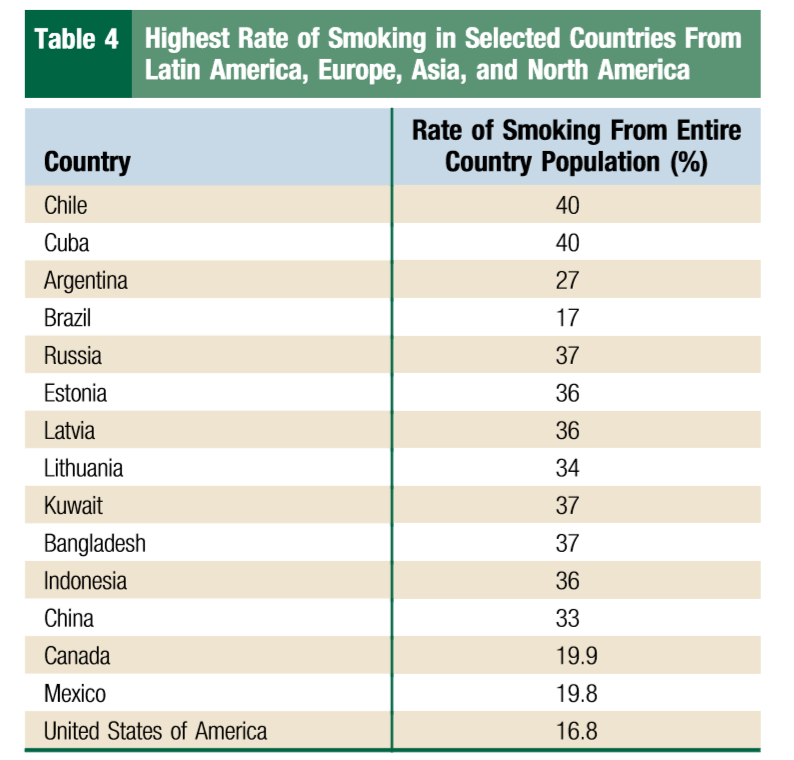 Table 4
Highest Rate of Smoking in Selected Countries From
Latin America, Europe, Asia, and North America
Country
Rate of Smoking From Entire
Country Population (%)
Chile 40
Cuba 40
Argentina 27
Brazil 17
Russia 37
Estonia 36
Latvia 36
Lithuania 34
Kuwait 37
Bangladesh 37
Indonesia 36
China 33
Canada 19.9
Mexico 19.8
United States of America 16.8